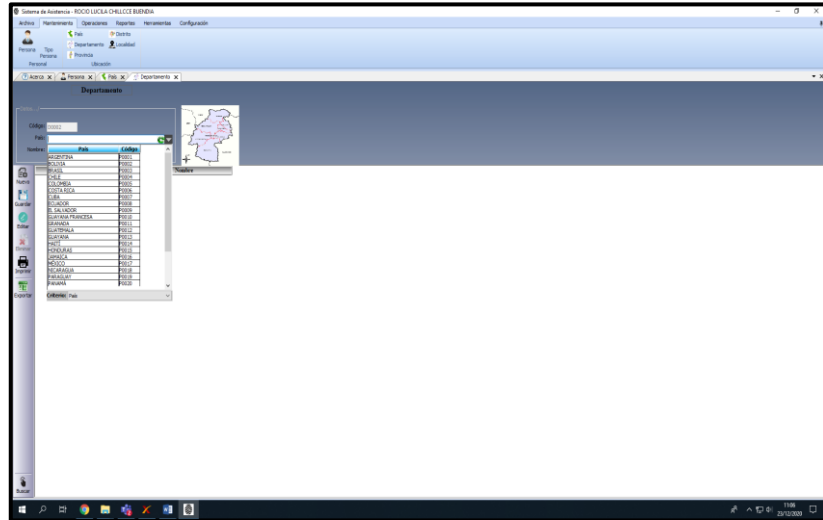 Sistema de Asistencia - ROCIO LUCILA CHILLCCE BUENDIA
Archivo Mantenimiento Operaciones Reportes Herramientas Configuración
País Distrito
Departamento Localidad
Provincia
Persona Tipo Persona
Personal Ubicación
Acerca Persona País Departamento
Departamento
Código:
País:
Nombre:
País Código
ARGENTINA P0001
BOLIVIA P0002
BRASIL P0003
CHILE P0004
COLOMBIA P0005
COSTA RICA P0006
CUBA P0007
ECUADOR P0008
EL SALVADOR P0009
GUAYANA FRANCESA P0010
GRANADA P0011
GUATEMALA P0012
GUAYANA P0013
HAITÍ P0014
HONDURAS P0015
JAMAICA P0016
MÉXICO P0017
NICARAGUA P0018
PARAGUAY P0019
PANAMÁ P0020
Criterio: País
Nombre
Nuevo
Guardar
Editar
Eliminar
Imprimir
Exportar
Buscar
11:06
23/12/2020